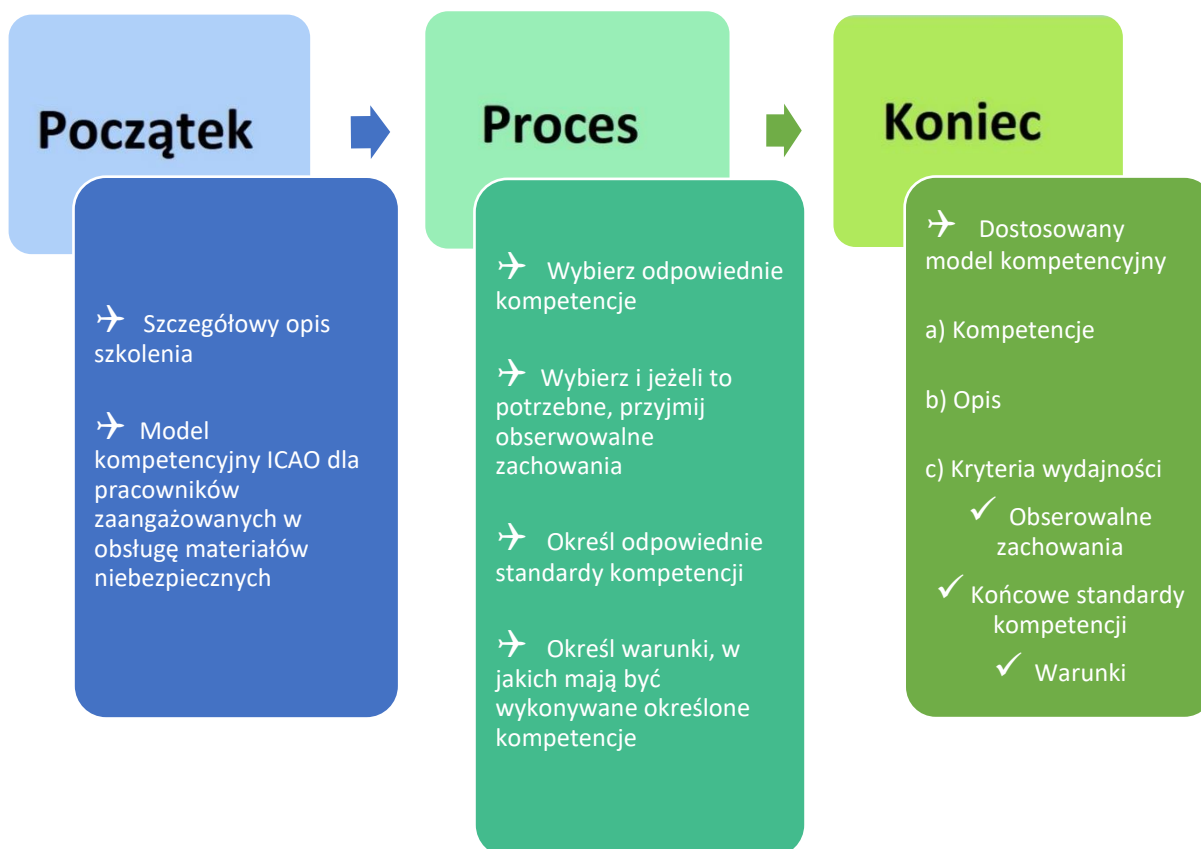 Początek
Szczegółowy opis
szkolenia
Model
kompetencyjny ICAO dla
pracowników
zaangażowanych w
obsługę materiałów
niebezpiecznych
Proces
Wybierz odpowiednie
kompetencje
Wybierz i jeżeli to
potrzebne, przyjmij
obserwowalne
zachowania
Określ odpowiednie
standardy kompetencji
Określ warunki, w
jakich mają być
wykonywane określone
kompetencje
Koniec
Dostosowany
model kompetencyjny
a) Kompetencje
b) Opis
c) Kryteria wydajności
✓ Obserowalne
zachowania
✓ Końcowe standardy
kompetencji
✓ Warunki